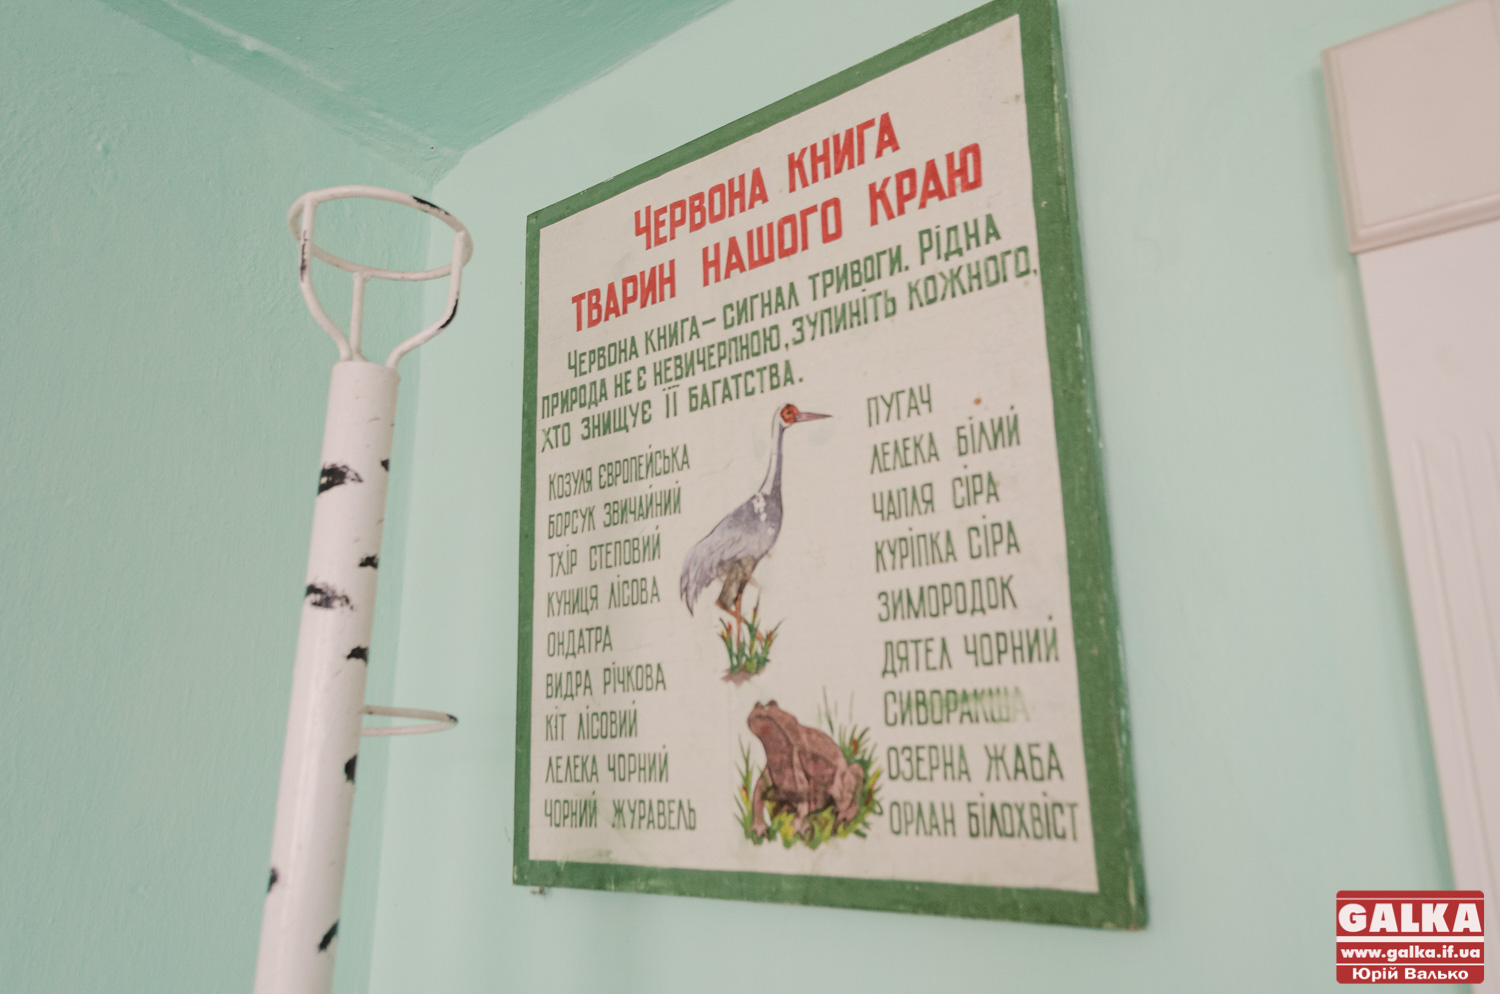 ЧЕРВОНА КНИГА
ТВАРИН НАШОГО КРАЮ
ЧЕРВОНА КНИГА – СИГНАЛ ТРИВОГИ. РІДНА
ПРИРОДА НЕ Є НЕВИЧЕРПНОЮ, ЗУПИНІТЬ КОЖНОГО,
ХТО ЗНИЩУЄ ЇЇ БАГАТСТВА.
КОЗУЛЯ ЄВРОПЕЙСЬКА
БОРСУК ЗВИЧАЙНИЙ
ТХІР СТЕПОВИЙ
КУНИЦЯ ЛІСОВА
ОНДАТРА
ВИДРА РІЧКОВА
КІТ ЛІСОВИЙ
ЛЕЛЕКА ЧОРНИЙ
ЧОРНИЙ ЖУРАВЕЛЬ
ПУГАЧ
ЛЕЛЕКА БІЛИЙ
ЧАПЛЯ СІРА
КУРІПКА СІРА
ЗИМОРОДОК
ДЯТЕЛ ЧОРНИЙ
СИВОРАКША
ОЗЕРНА ЖАБА
ОРЛАН БІЛОХВІСТ
GALKA
www.galka.if.ua
Юрій Валько